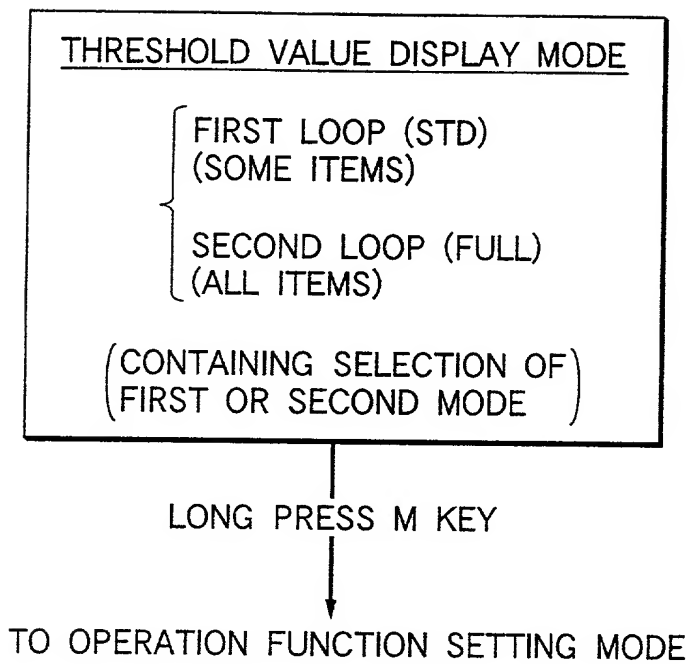 THRESHOLD VALUE DISPLAY MODE
FIRST LOOP (STD)
(SOME ITEMS)
SECOND LOOP (FULL)
(ALL ITEMS)
(CONTAINING SELECTION OF
FIRST OR SECOND MODE)
LONG PRESS M KEY
TO OPERATION FUNCTION SETTING MODE